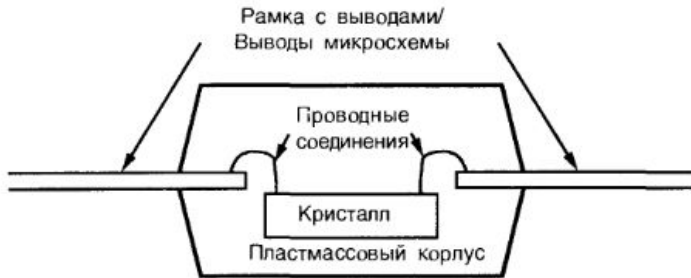 Рамка с выводами/
Выводы микросхемы
Проводные
соединения
Кристалл
Пластмассовый корпус